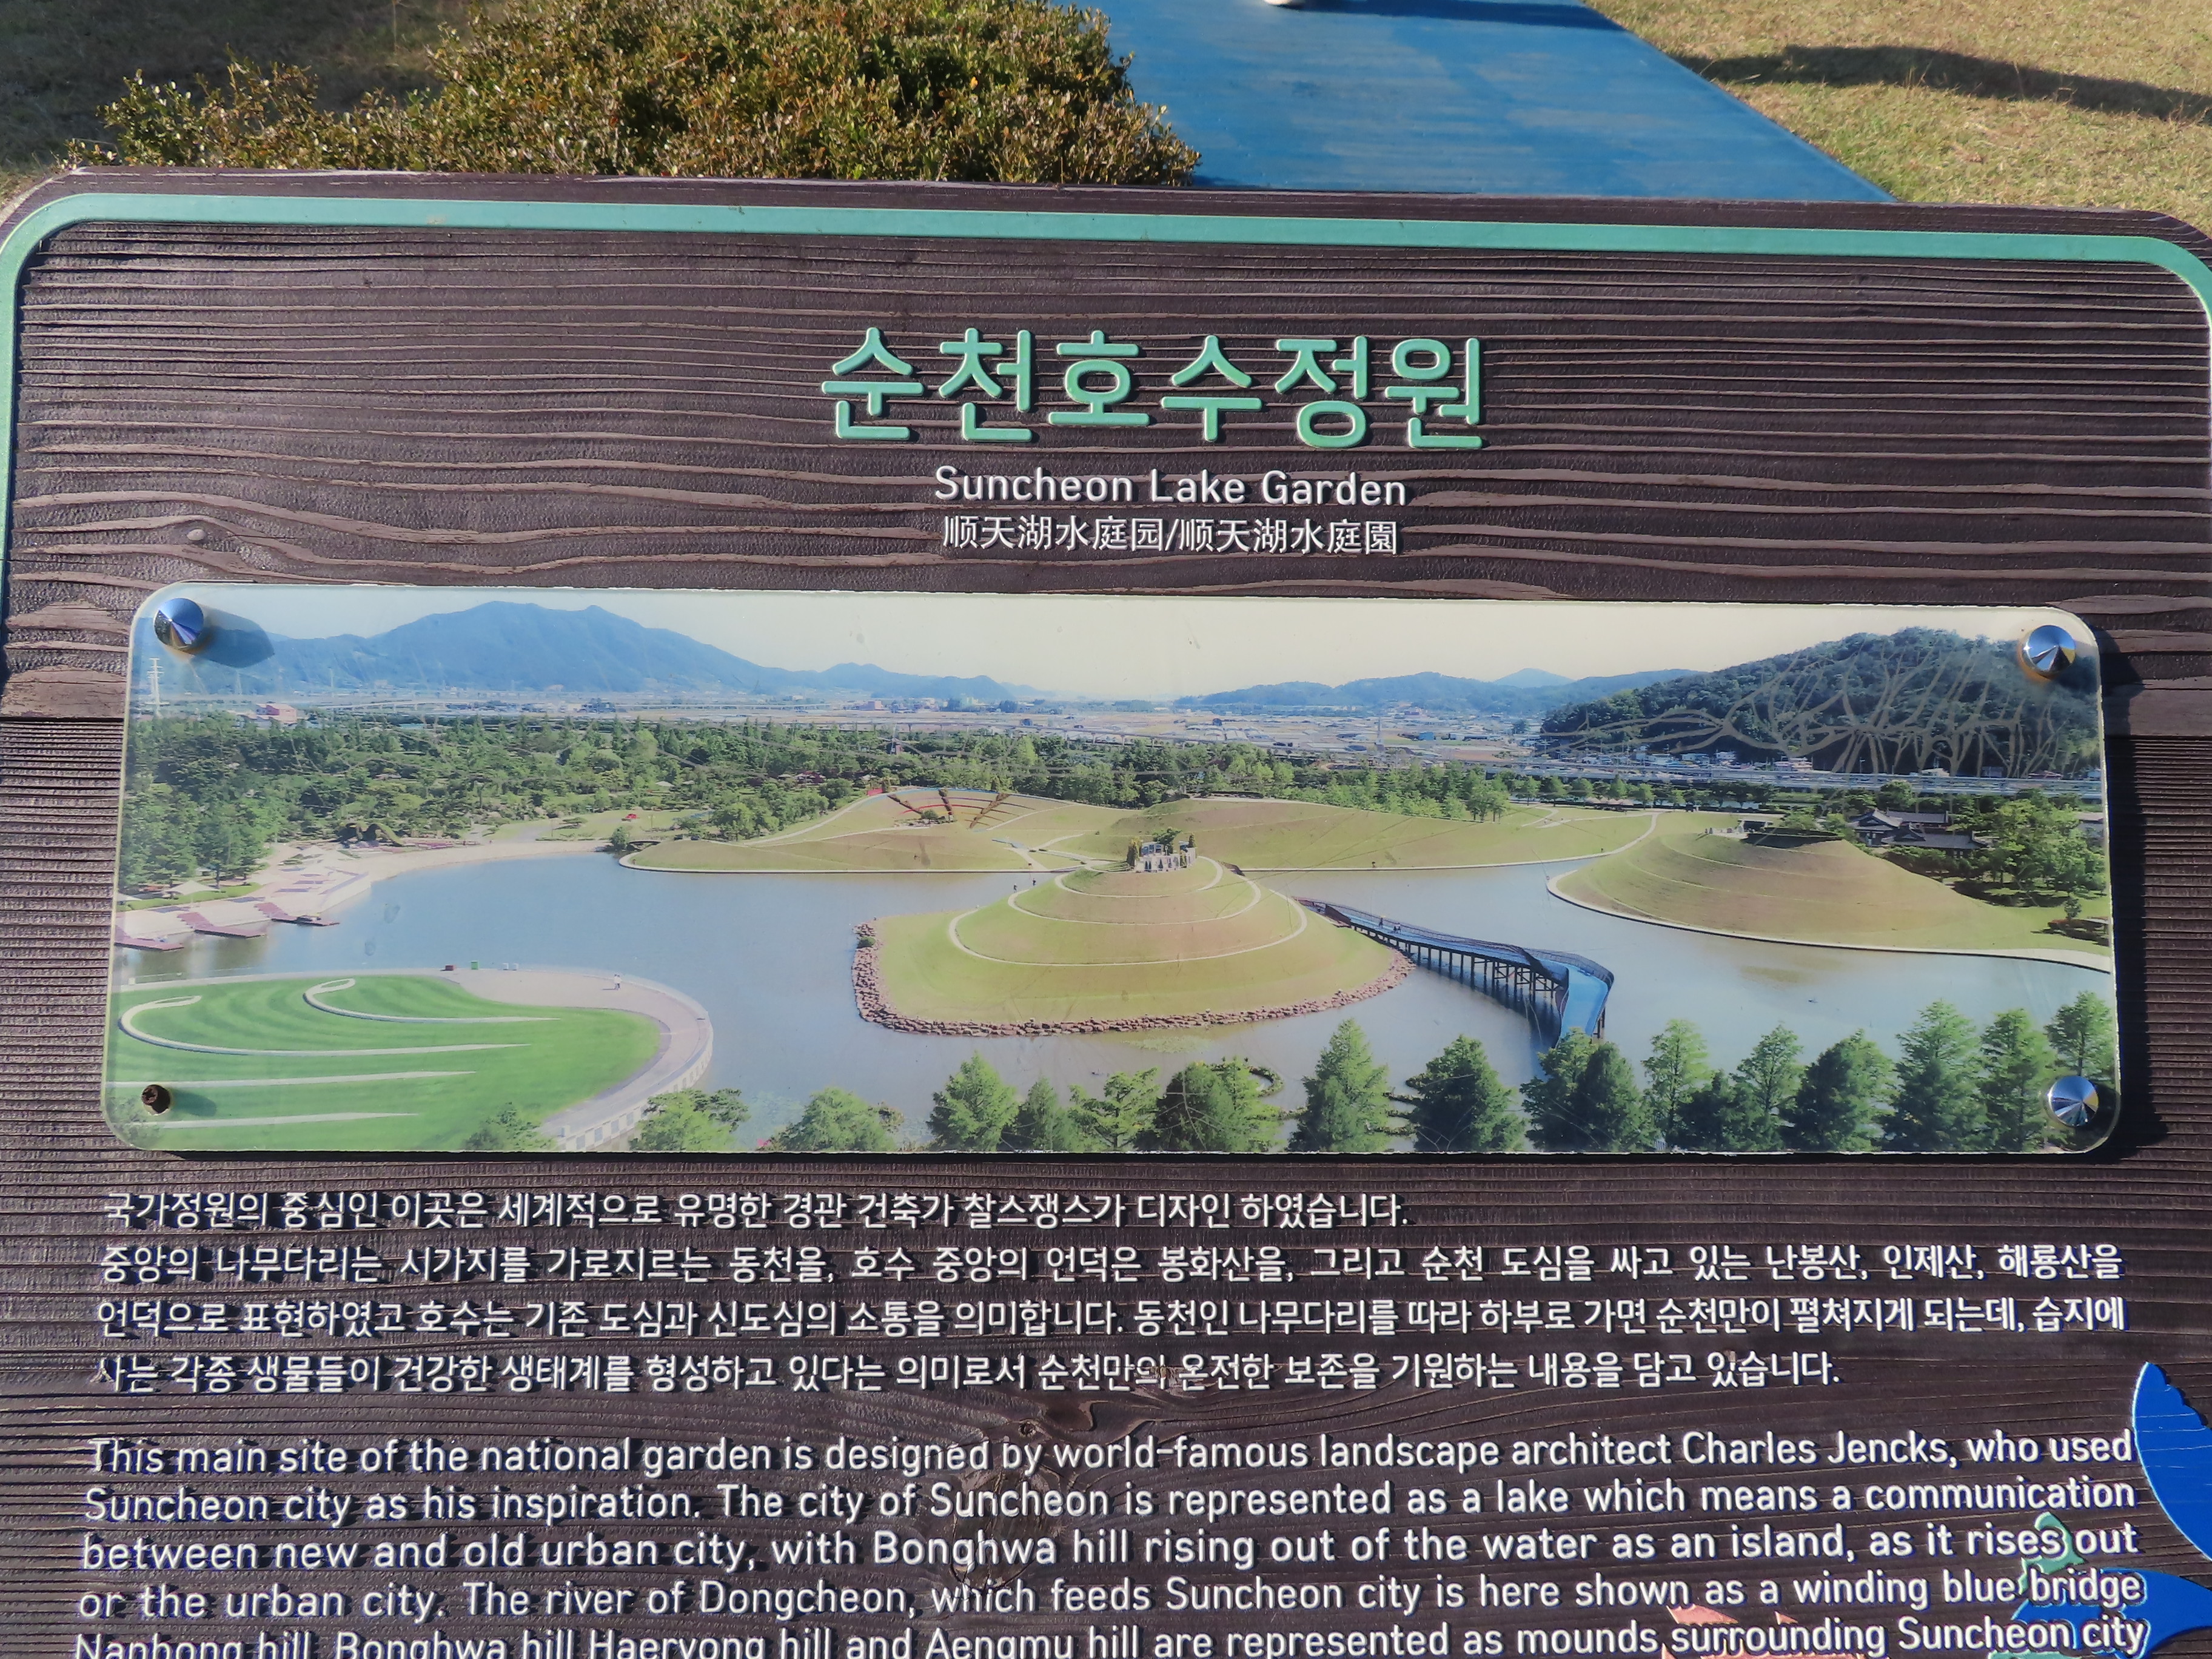 순천호수정원
Suncheon Lake Garden
顺天湖水庭园/顺天湖水庭園
국가정원의 중심인 이곳은 세계적으로 유명한 경관 건축가 찰스쟁스가 디자인 하였습니다.
중앙의 나무다리는 시가지를 가로지르는 동천을, 호수 중앙의 언덕은 봉화산을, 그리고 순천 도심을 싸고 있는 난봉산, 인제산, 해룡산을
언덕으로 표현하였고 호수는 기존 도심과 신도심의 소통을 의미합니다. 동천인 나무다리를 따라 하부로 가면 순천만이 펼쳐지게 되는데, 습지에
사는 각종 생물들이 건강한 생태계를 형성하고 있다는 의미로서 순천만의 온전한 보존을 기원하는 내용을 담고 있습니다.
This main site of the national garden is designed by world-famous landscape architect Charles Jencks, who used
Suncheon city as his inspiration. The city of Suncheon is represented as a lake which means a communication
between new and old urban city, with Bonghwa hill rising out of the water as an island, as it rises out
or the urban city. The river of Dongcheon, which feeds Suncheon city is here shown as a winding blue bridge
Nanbong hill, Bonghwa hill Haeryong hill and Aengmu hill are represented as mounds surrounding Suncheon city